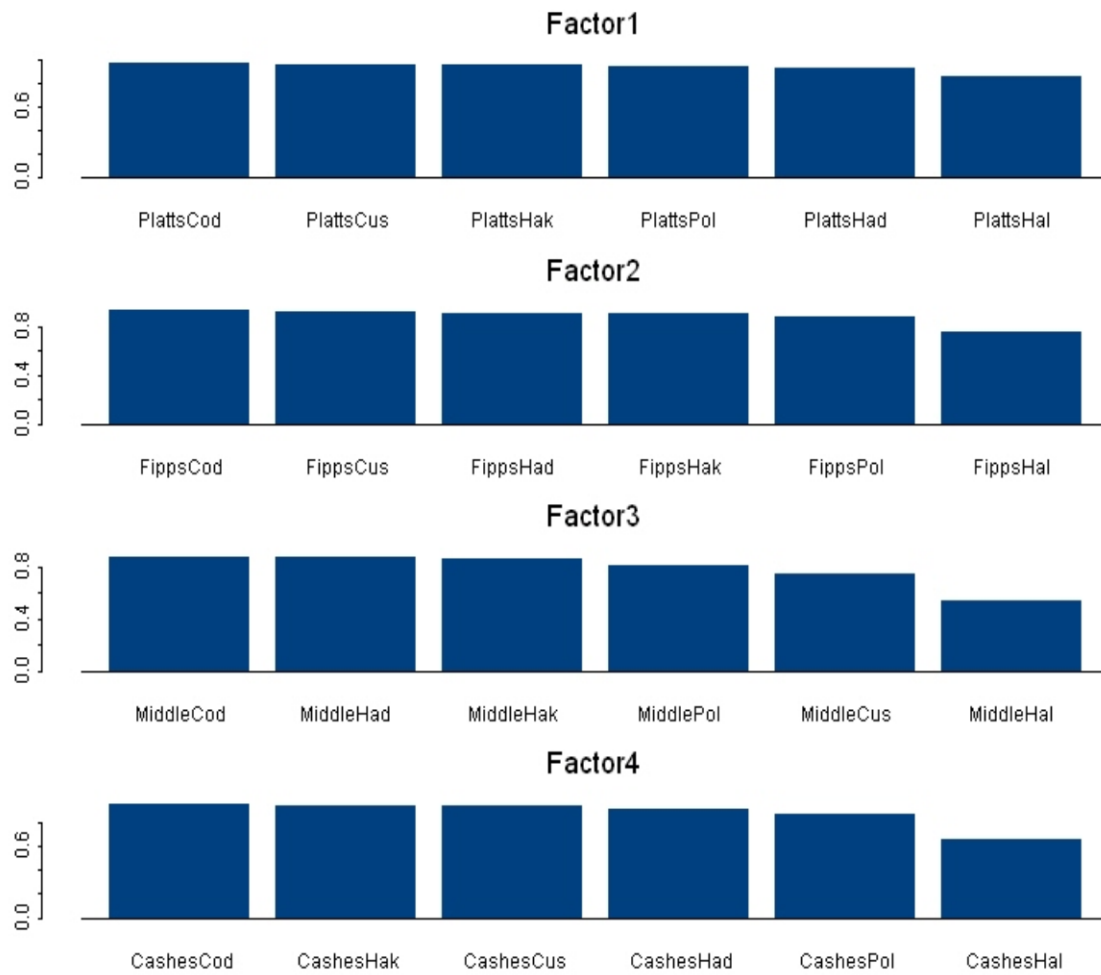 Factor1
0.0 0.6
PlattsCod PlattsCus PlattsHak PlattsPol PlattsHad PlattsHal
Factor2
0.0 0.4 0.8
FippsCod FippsCus FippsHad FippsHak FippsPol FippsHal
Factor3
0.0 0.4 0.8
MiddleCod MiddleHad MiddleHak MiddlePol MiddleCus MiddleHal
Factor4
0.0 0.6
CashesCod CashesHak CashesCus CashesHad CashesPol CashesHal